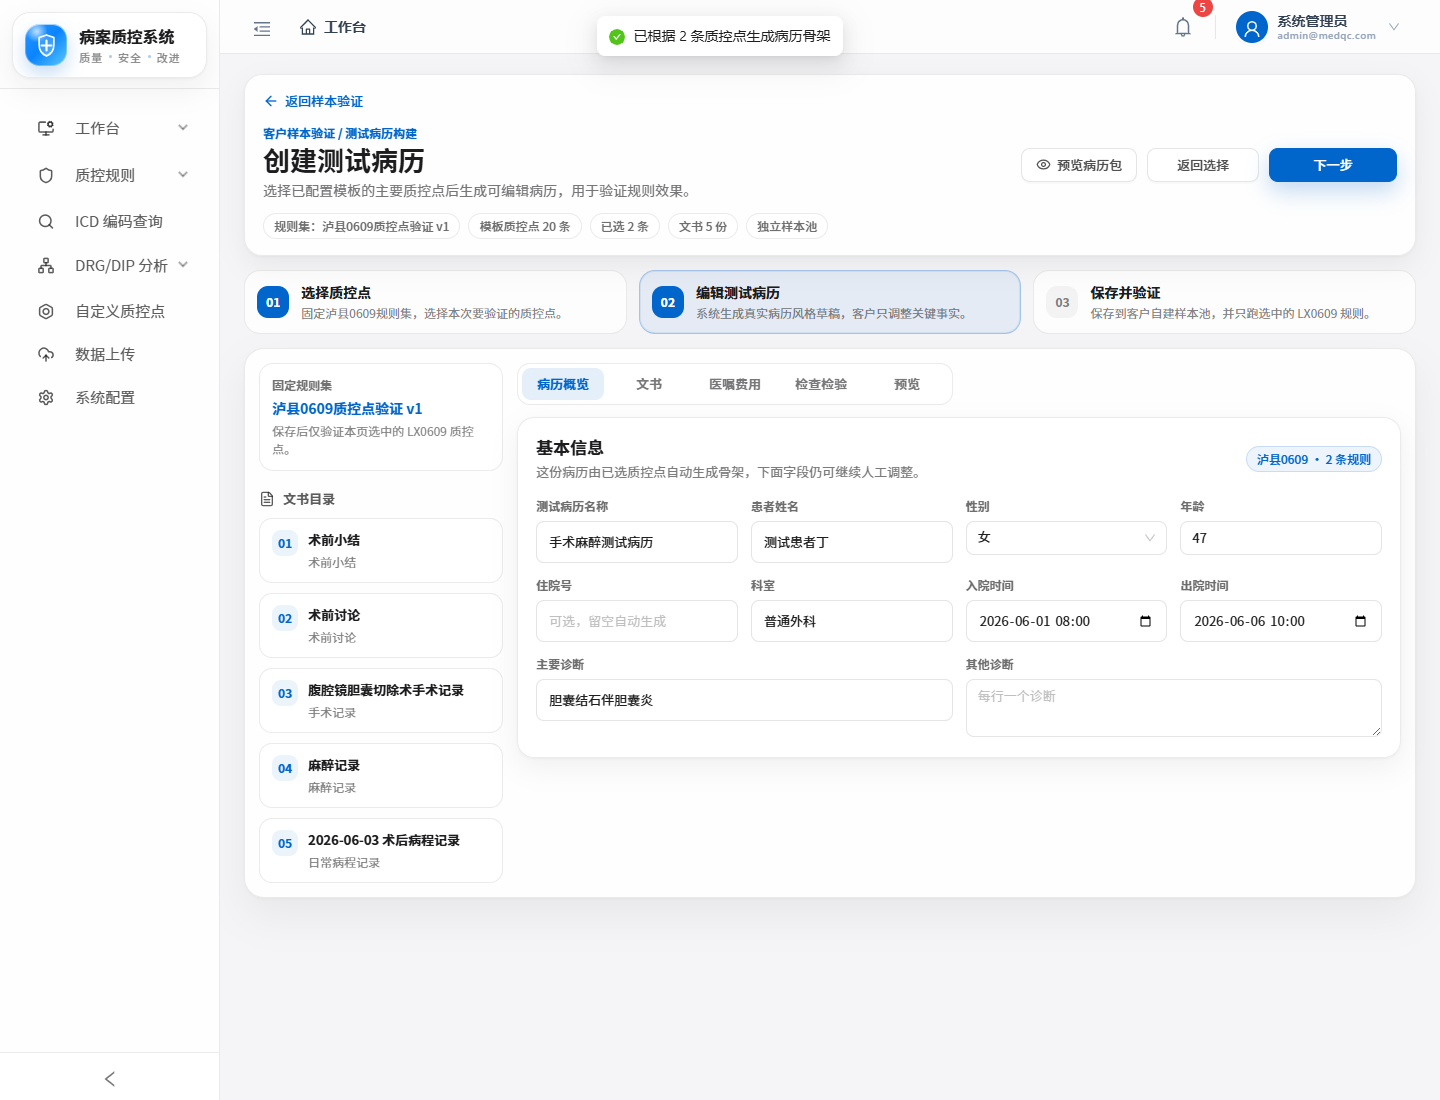 病案质控系统
质量 • 安全 • 改进
工作台
质控规则
ICD 编码查询
DRG/DIP 分析
自定义质控点
数据上传
系统配置
工作台
已根据 2 条质控点生成病历骨架
5
系统管理员
admin@medqc.com
返回样本验证
客户样本验证 / 测试病历构建
创建测试病历
选择已配置模板的主要质控点后生成可编辑病历，用于验证规则效果。
预览病历包
返回选择
下一步
规则集：泸县0609质控点验证 v1
模板质控点 20 条
已选 2 条
文书 5 份
独立样本池
01
选择质控点
固定泸县0609规则集，选择本次要验证的质控点。
02
编辑测试病历
系统生成真实病历风格草稿，客户只调整关键事实。
03
保存并验证
保存到客户自建样本池，并只跑选中的 LX0609 规则。
固定规则集
泸县0609质控点验证 v1
保存后仅验证本页选中的 LX0609 质控
点。
文书目录
01
术前小结
术前小结
02
术前讨论
术前讨论
03
腹腔镜胆囊切除术手术记录
手术记录
04
麻醉记录
麻醉记录
05
2026-06-03 术后病程记录
日常病程记录
病历概览
文书
医嘱费用
检查检验
预览
基本信息
这份病历由已选质控点自动生成骨架，下面字段仍可继续人工调整。
泸县0609 • 2 条规则
测试病历名称
患者姓名
性别
年龄
手术麻醉测试病历
测试患者丁
女
47
住院号
科室
入院时间
出院时间
可选，留空自动生成
普通外科
2026-06-01 08:00
2026-06-06 10:00
主要诊断
其他诊断
胆囊结石伴胆囊炎
每行一个诊断